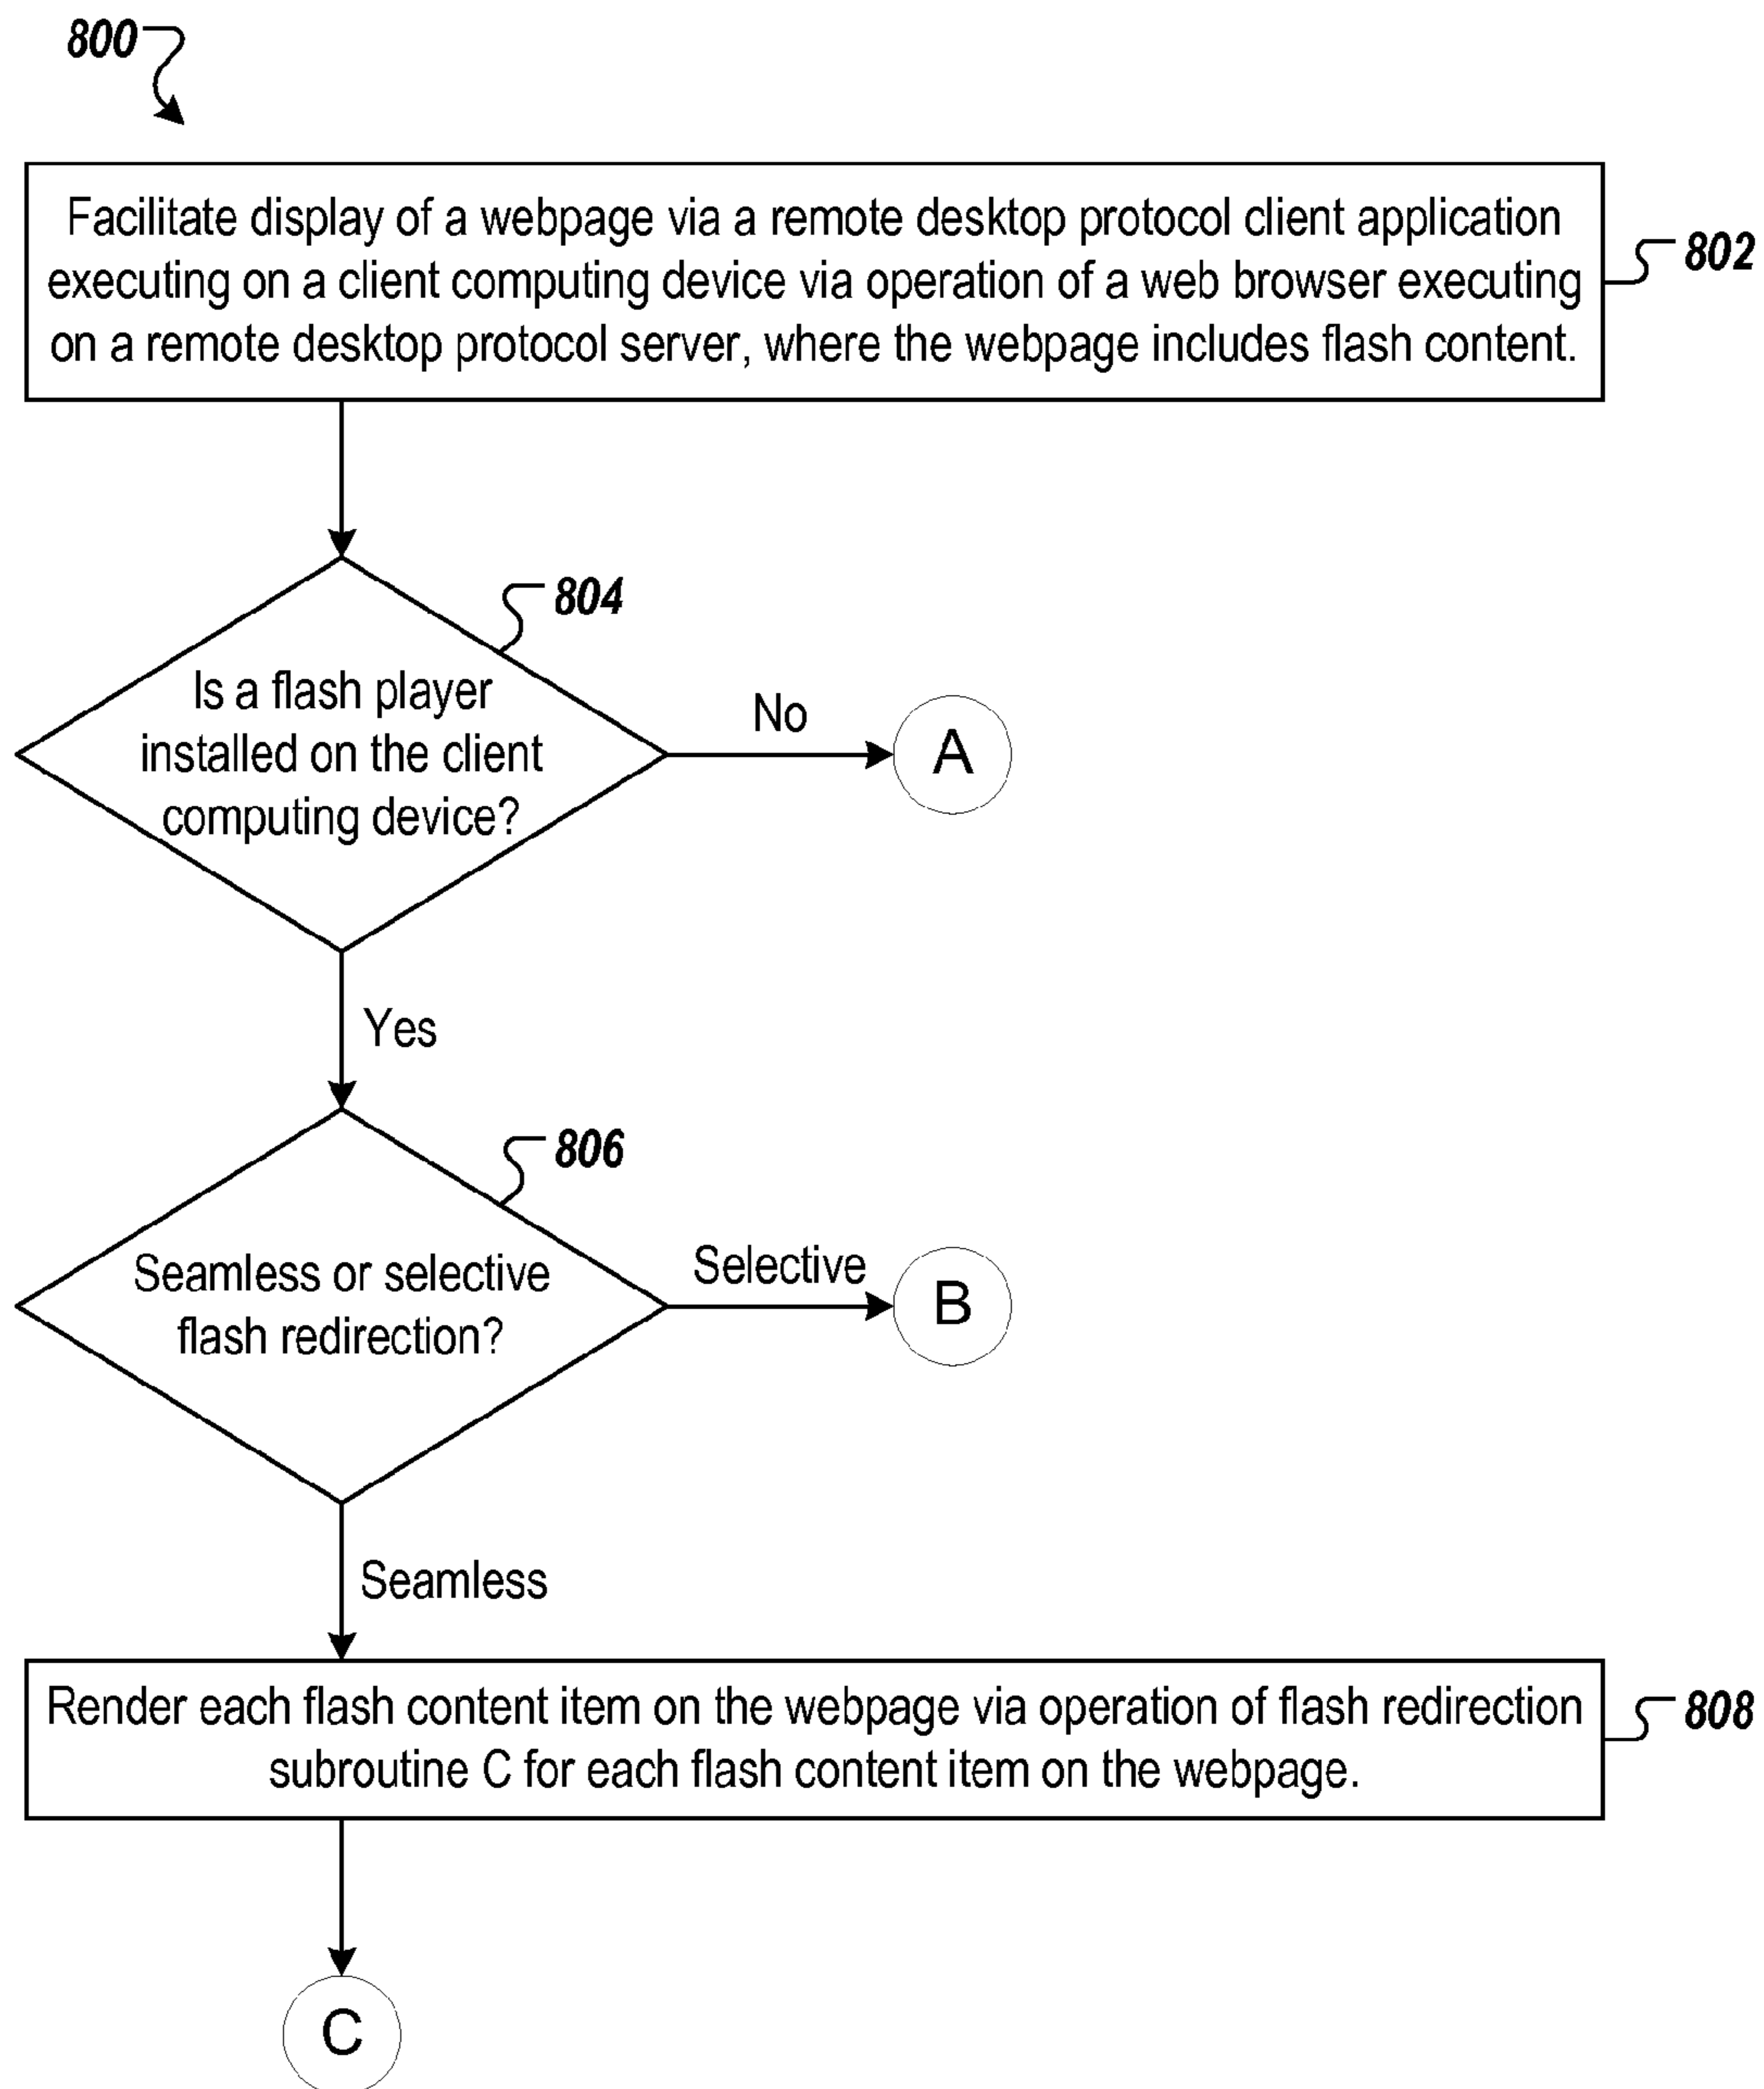 800
Facilitate display of a webpage via a remote desktop protocol client application
executing on a client computing device via operation of a web browser executing
on a remote desktop protocol server, where the webpage includes flash content.
802
804
Is a flash player
installed on the client
computing device?
No
A
Yes
806
Seamless or selective
flash redirection?
Selective
B
Seamless
Render each flash content item on the webpage via operation of flash redirection
subroutine C for each flash content item on the webpage.
808
C